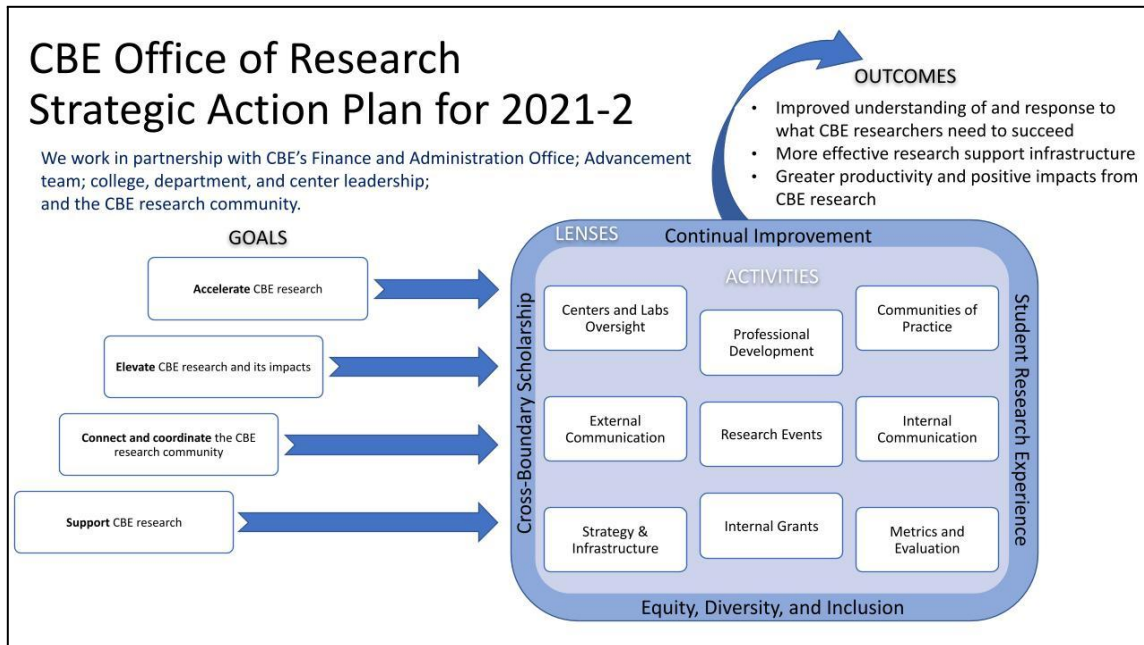 CBE Office of Research
Strategic Action Plan for 2021-2
We work in partnership with CBE's Finance and Administration Office; Advancement
team; college, department, and center leadership;
and the CBE research community.
OUTCOMES
• Improved understanding of and response to
what CBE researchers need to succeed
• More effective research support infrastructure
• Greater productivity and positive impacts from
CBE research
GOALS
Accelerate CBE research
Elevate CBE research and its impacts
Connect and coordinate the CBE
research community
Support CBE research
LENSES
Continual Improvement
Cross-Boundary Scholarship
Student Research Experience
Equity, Diversity, and Inclusion
ACTIVITIES
Centers and Labs
Oversight
Professional
Development
Communities of
Practice
External
Communication
Research Events
Internal
Communication
Strategy &
Infrastructure
Internal Grants
Metrics and
Evaluation